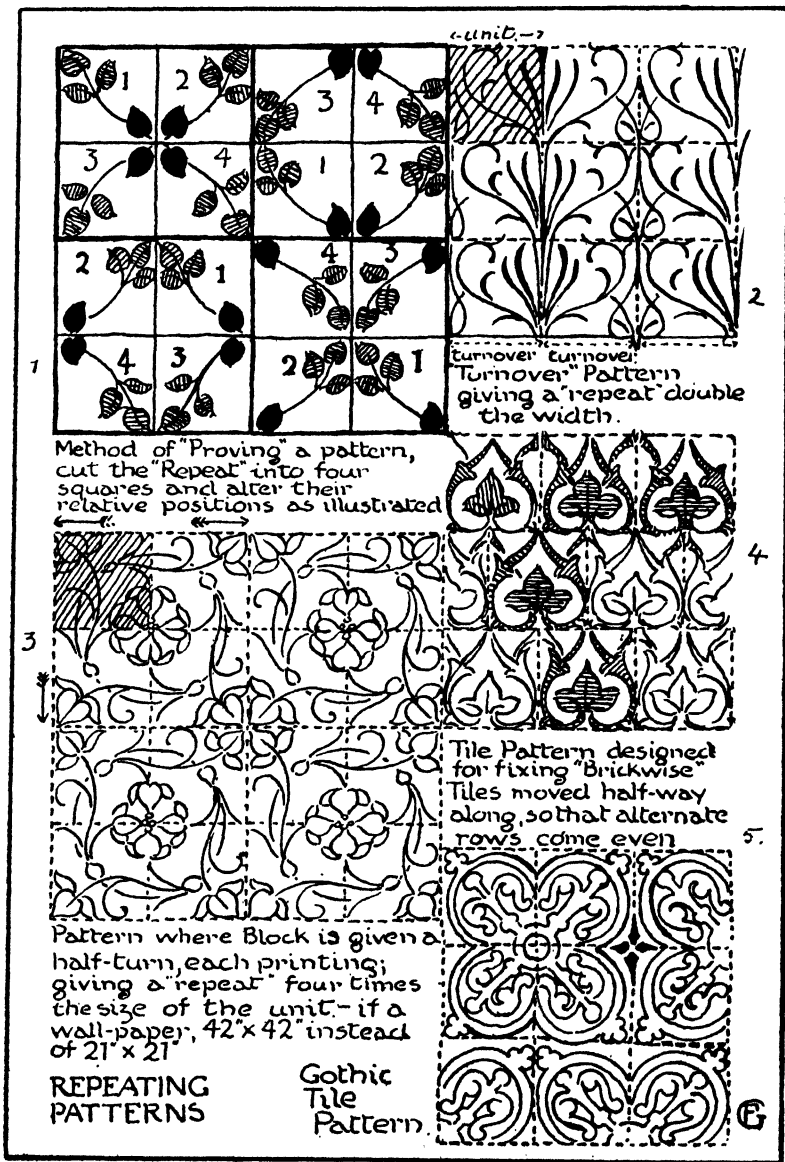 unit.
1 2 3 4
3 4 1 2
2 1 4 3
4 3 2 1
1
Method of "Proving" a pattern,
cut the "Repeat" into four
squares and alter their
relative positions as illustrated
2
turnover turnover
"Turnover" Pattern
giving a "repeat" double
the width.
3
Pattern where Block is given a
half-turn, each printing;
giving a "repeat" four times
the size of the unit - if a
wall-paper, 42"x 42" instead
of 21" x 21"
4
Tile Pattern designed
for fixing "Brickwise"
Tiles moved half-way
along, so that alternate
rows come even
5.
Gothic
Tile
Pattern.
REPEATING
PATTERNS